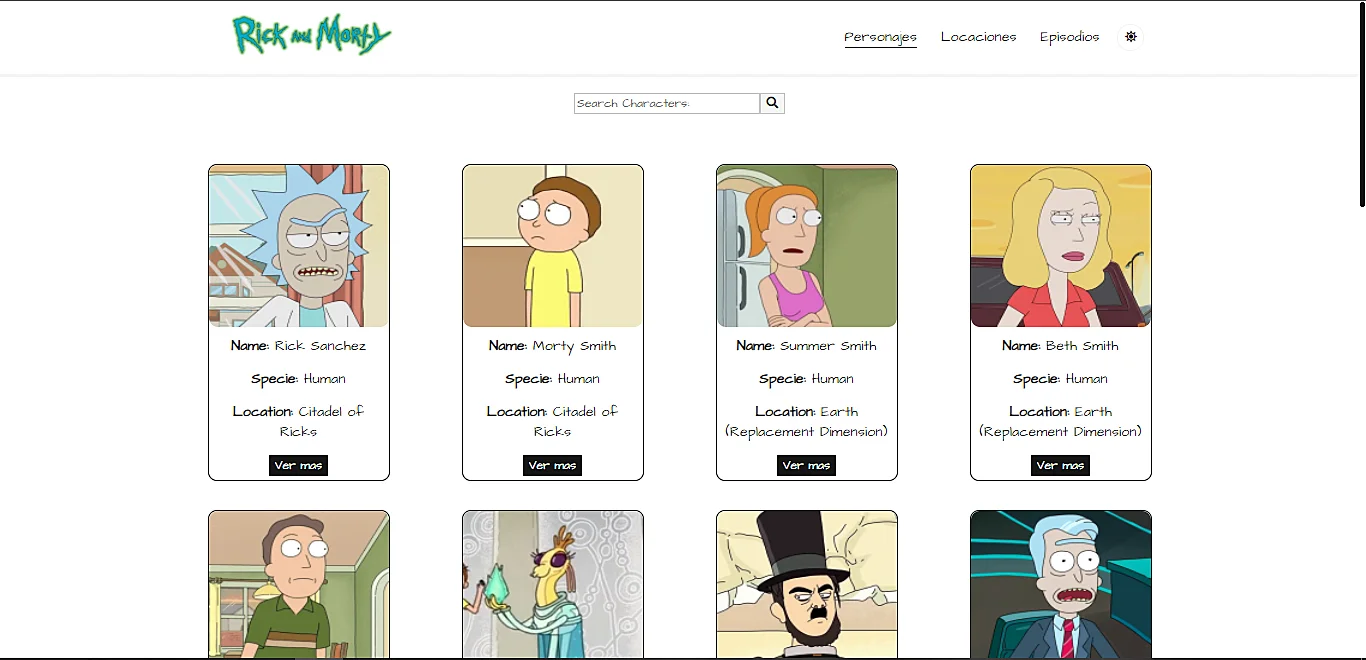 Rick and Morty
Personajes Locaciones Episodios
Search Characters:
Name: Rick Sanchez
Specie: Human
Location: Citadel of
Ricks
Ver mas
Name: Morty Smith
Specie: Human
Location: Citadel of
Ricks
Ver mas
Name: Summer Smith
Specie: Human
Location: Earth
(Replacement Dimension)
Ver mas
Name: Beth Smith
Specie: Human
Location: Earth
(Replacement Dimension)
Ver mas